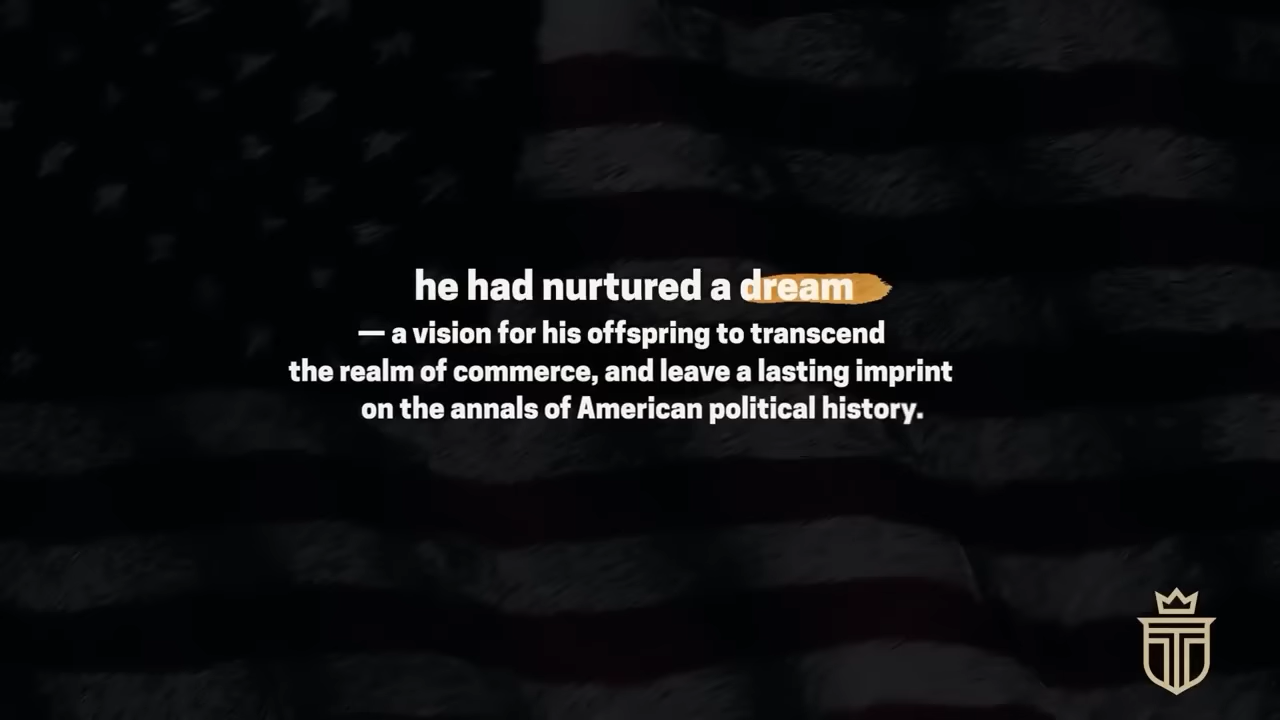 he had nurtured a dream
— a vision for his offspring to transcend
the realm of commerce, and leave a lasting imprint
on the annals of American political history.